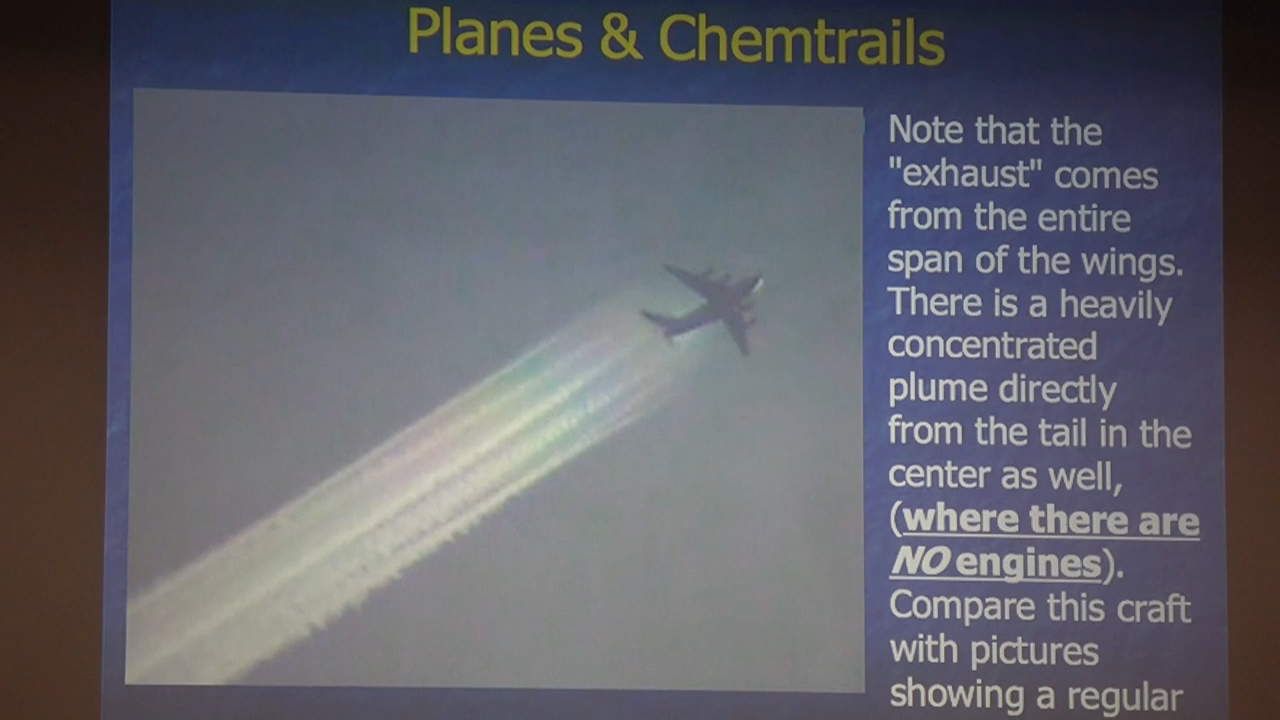 Planes & Chemtrails
Note that the
"exhaust" comes
from the entire
span of the wings.
There is a heavily
concentrated
plume directly
from the tail in the
center as well,
(where there are
NO engines).
Compare this craft
with pictures
showing a regular